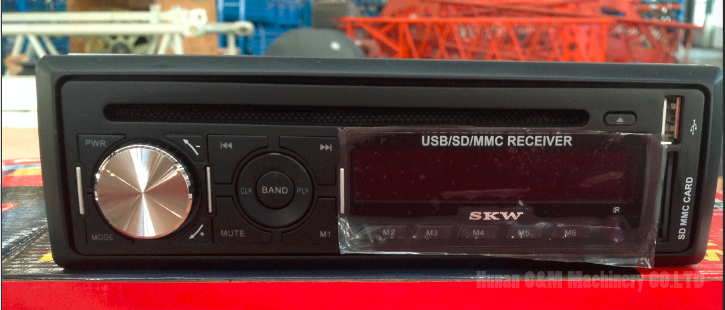 PWR
MODE
CLK
BAND
PLY
MUTE
M1
USB/SD/MMC RECEIVER
SKW
IR
M2 M3 M4 M5 M6
SD MMC CARD
Hunan C&M Machinery CO.LTD